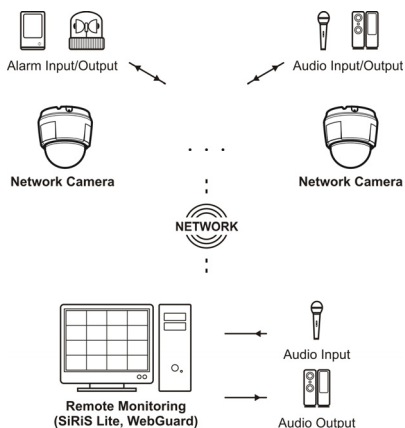 Alarm Input/Output
Audio Input/Output
Network Camera
Network Camera
NETWORK
Audio Input
Remote Monitoring
(SiRiS Lite, WebGuard)
Audio Output